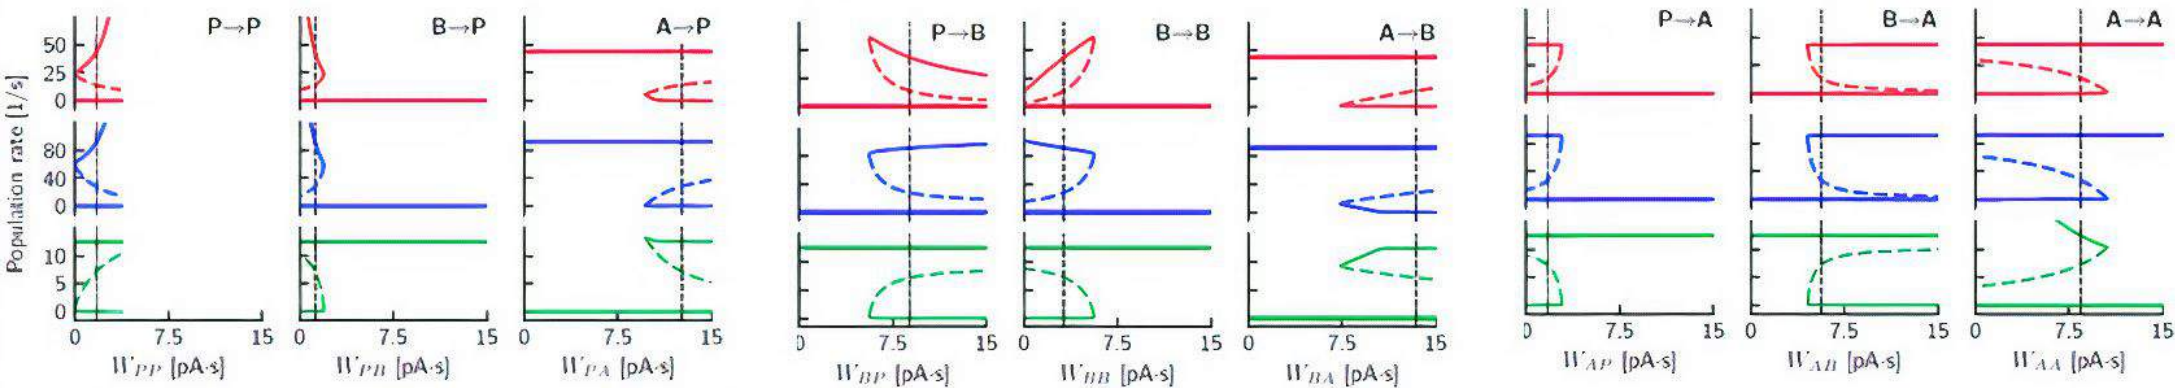 Population rate [1/s]
P→P
B→P
A→P
P→B
B→B
A→B
P→A
B→A
A→A
50
25
0
80
40
0
10
5
0
0 7.5 15
0 7.5 15
0 7.5 15
0 7.5 15
0 7.5 15
0 7.5 15
0 7.5 15
0 7.5 15
0 7.5 15
W_PP [pA·s]
W_PB [pA·s]
W_PA [pA·s]
W_BP [pA·s]
W_BB [pA·s]
W_BA [pA·s]
W_AP [pA·s]
W_AB [pA·s]
W_AA [pA·s]